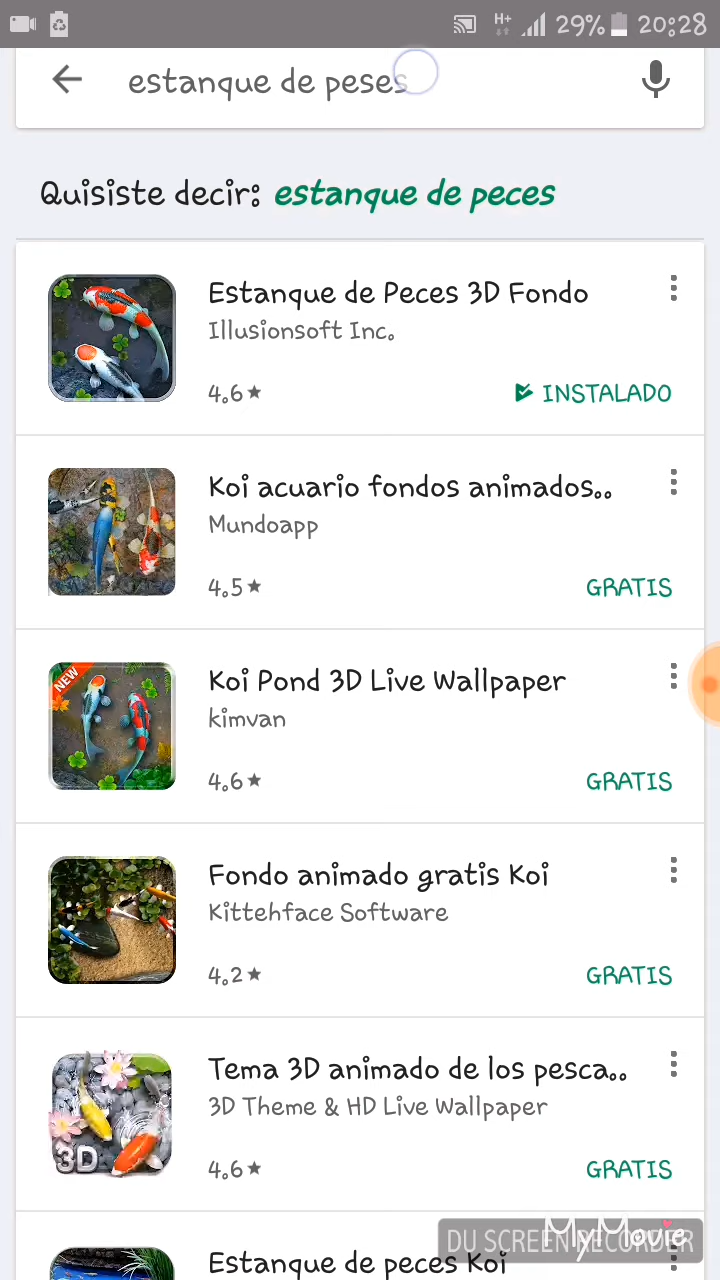 H+ 29% 20:28
estanque de peses
Quisiste decir: estanque de peces
Estanque de Peces 3D Fondo
Illusionsoft Inc.
4.6★
INSTALADO
Koi acuario fondos animados..
Mundoapp
4.5★
GRATIS
NEW
Koi Pond 3D Live Wallpaper
kimvan
4.6★
GRATIS
Fondo animado gratis Koi
Kittehface Software
4.2★
GRATIS
Tema 3D animado de los pesca..
3D Theme & HD Live Wallpaper
3D
4.6★
GRATIS
Estanque de peces Koi
DU SCREEN RECORDER
My Movie